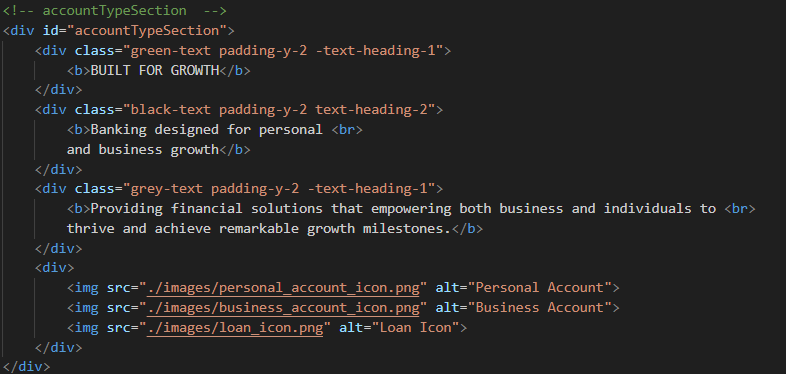 <!-- accountTypeSection  -->
<div id="accountTypeSection">
    <div class="green-text padding-y-2 -text-heading-1">
        <b>BUILT FOR GROWTH</b>
    </div>
    <div class="black-text padding-y-2 text-heading-2">
        <b>Banking designed for personal <br>
        and business growth</b>
    </div>
    <div class="grey-text padding-y-2 -text-heading-1">
        <b>Providing financial solutions that empowering both business and individuals to <br>
        thrive and achieve remarkable growth milestones.</b>
    </div>
    <div>
        <img src="./images/personal_account_icon.png" alt="Personal Account">
        <img src="./images/business_account_icon.png" alt="Business Account">
        <img src="./images/loan_icon.png" alt="Loan Icon">
    </div>
</div>